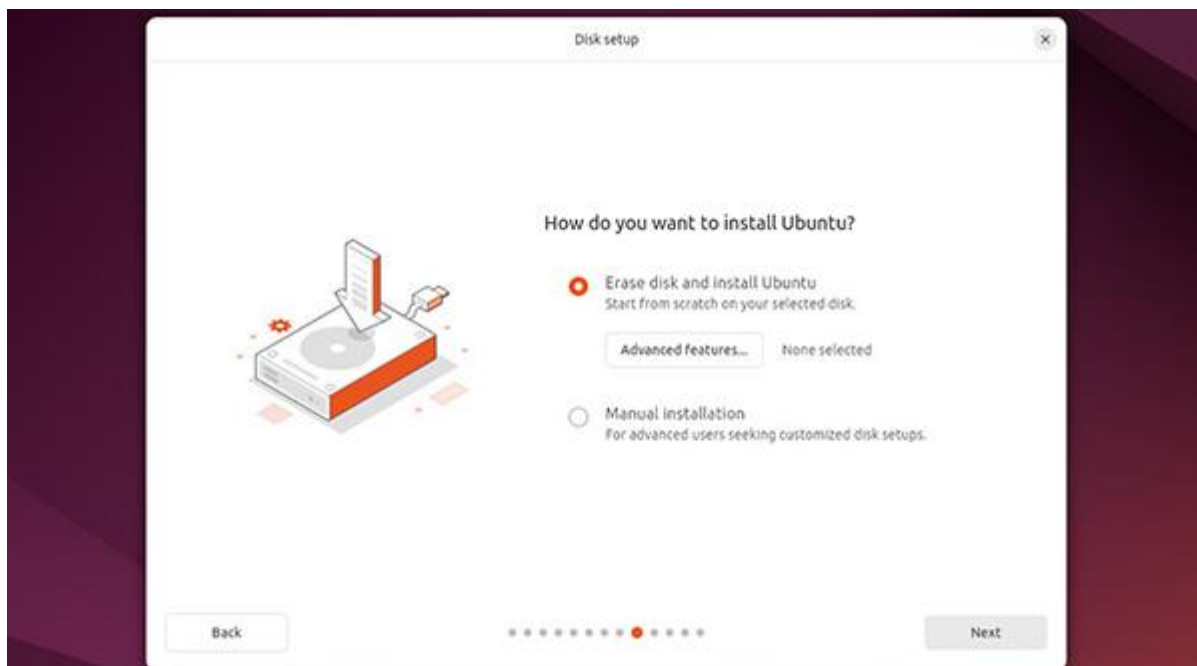 Disk setup
How do you want to install Ubuntu?
Erase disk and install Ubuntu
Start from scratch on your selected disk.
Advanced features... None selected
Manual installation
For advanced users seeking customized disk setups.
Back Next